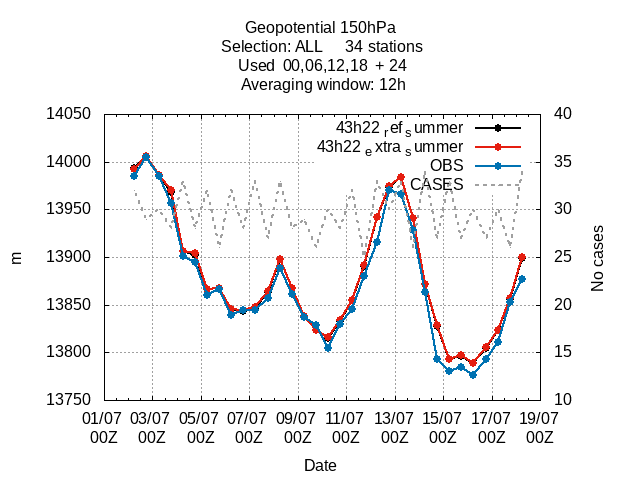 Geopotential 150hPa
Selection: ALL 34 stations
Used 00,06,12,18 + 24
Averaging window: 12h
14050
14000
13950
13900
13850
13800
13750
m
40
35
30
25
20
15
10
No cases
43h22 ref summer
43h22 extra summer
OBS
CASES
01/07 03/07 05/07 07/07 09/07 11/07 13/07 15/07 17/07 19/07
00Z 00Z 00Z 00Z 00Z 00Z 00Z 00Z 00Z 00Z
Date